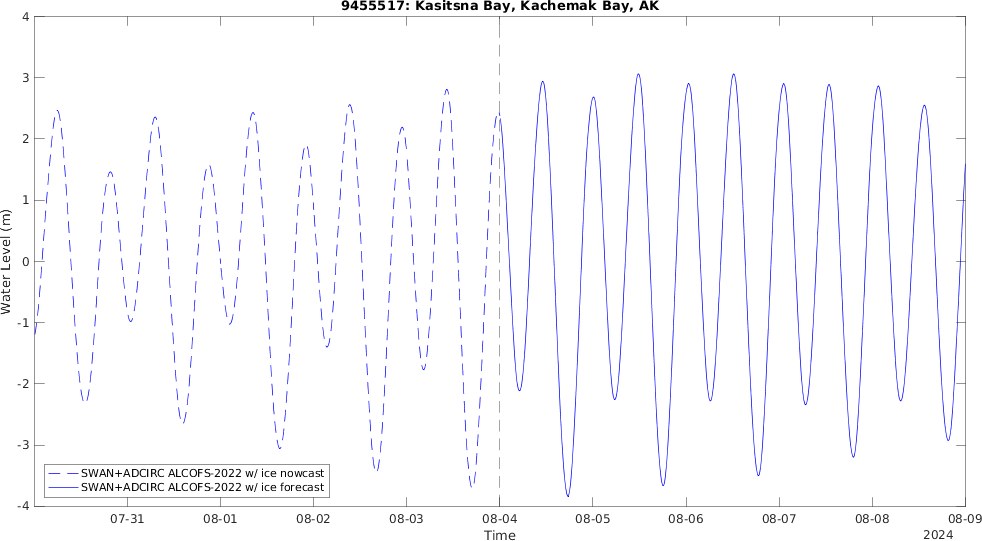 9455517: Kasitsna Bay, Kachemak Bay, AK
4
3
2
1
0
-1
-2
-3
-4
Water Level (m)
SWAN+ADCIRC ALCOFS-2022 w/ ice nowcast
SWAN+ADCIRC ALCOFS-2022 w/ ice forecast
07-31 08-01 08-02 08-03 08-04 08-05 08-06 08-07 08-08 08-09
Time
2024